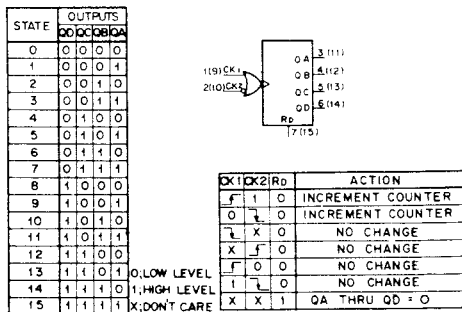 STATE OUTPUTS
QD QC QB QA
0 0 0 0 0
1 0 0 0 1
2 0 0 1 0
3 0 0 1 1
4 0 1 0 0
5 0 1 0 1
6 0 1 1 0
7 0 1 1 1
8 1 0 0 0
9 1 0 0 1
10 1 0 1 0
11 1 0 1 1
12 1 1 0 0
13 1 1 0 1
14 1 1 1 0
15 1 1 1 1
0;LOW LEVEL
1;HIGH LEVEL
X;DON'T CARE
1(9) CK1
2(10) CK2
QA 3(11)
QB 4(12)
QC 5(13)
QD 6(14)
RD
7(15)
CK1 CK2 RD ACTION
1 0 INCREMENT COUNTER
0 0 INCREMENT COUNTER
X 0 NO CHANGE
X 0 NO CHANGE
0 0 NO CHANGE
1 0 NO CHANGE
X X 1 QA THRU QD = 0